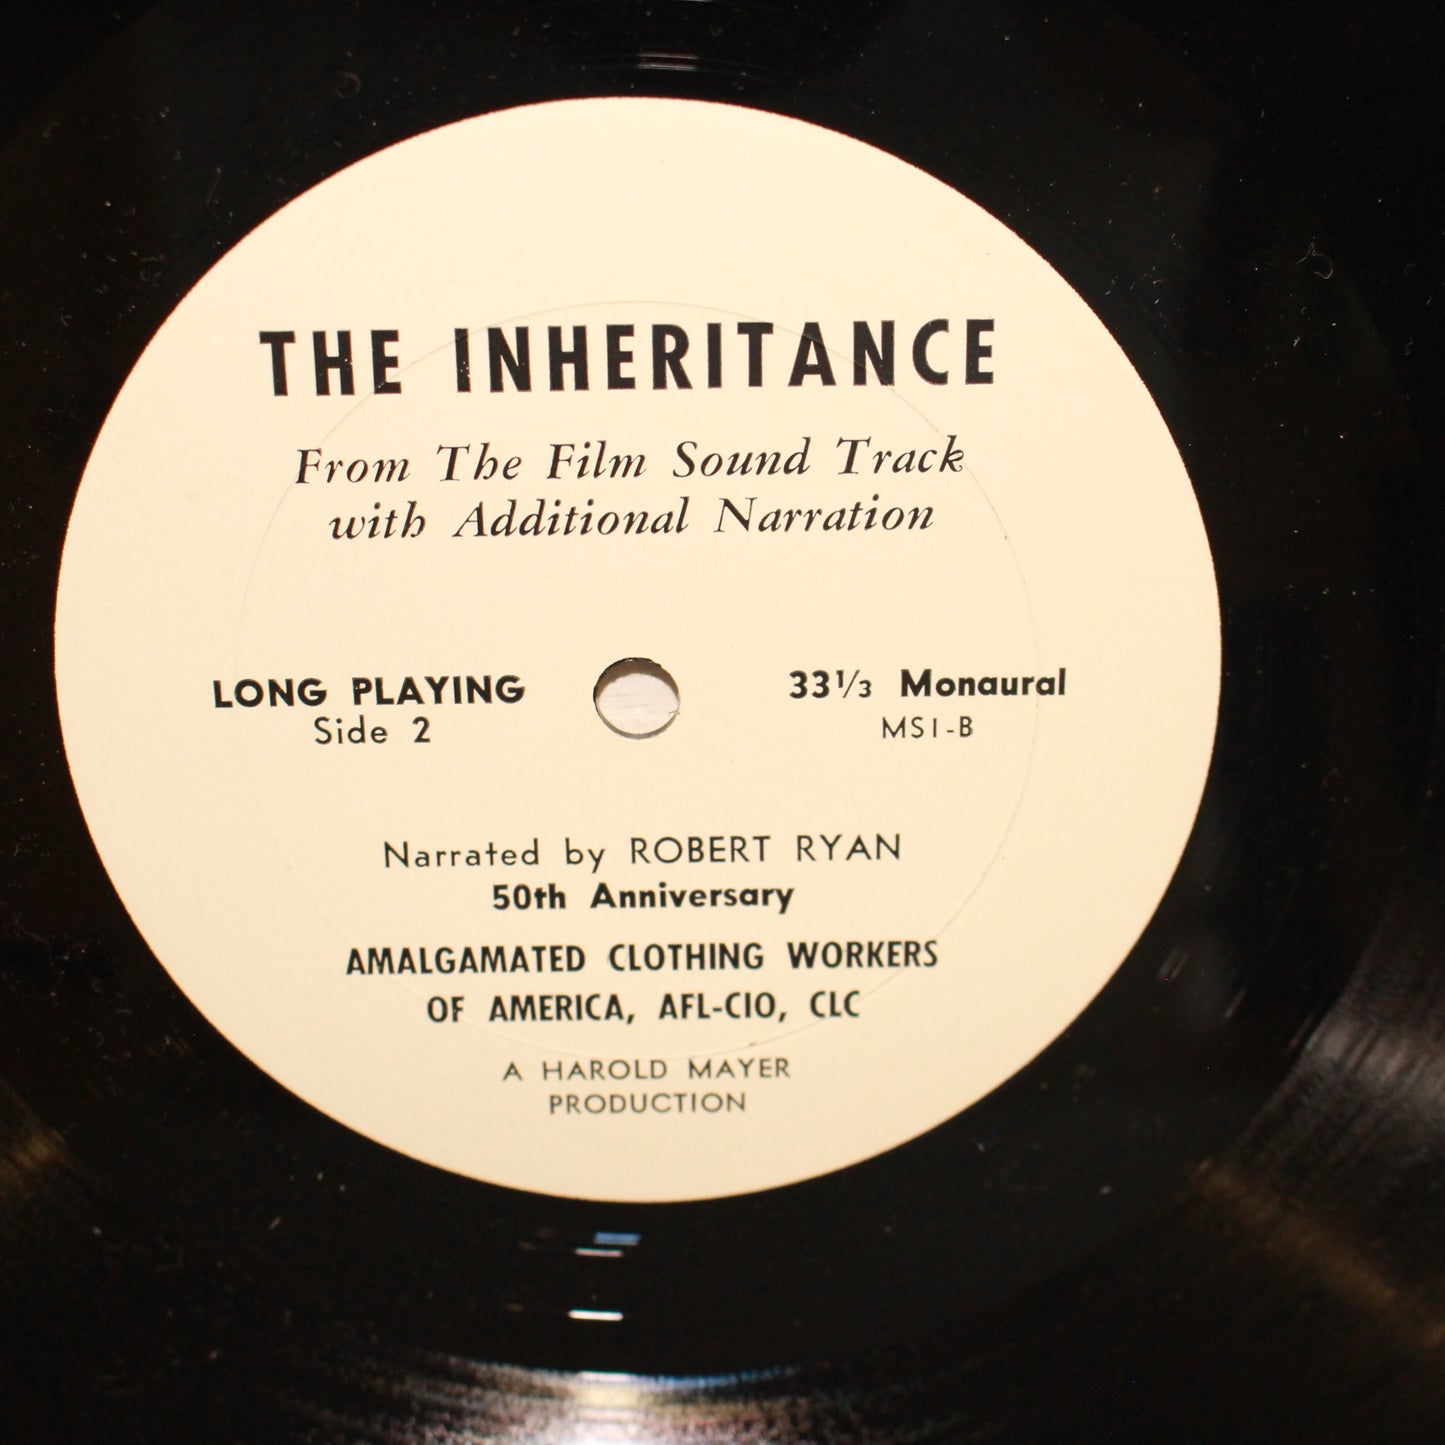 THE INHERITANCE
From The Film Sound Track
with Additional Narration
LONG PLAYING
Side 2
33⅓ Monaural
MS1-B
Narrated by ROBERT RYAN
50th Anniversary
AMALGAMATED CLOTHING WORKERS
OF AMERICA, AFL-CIO, CLC
A HAROLD MAYER
PRODUCTION